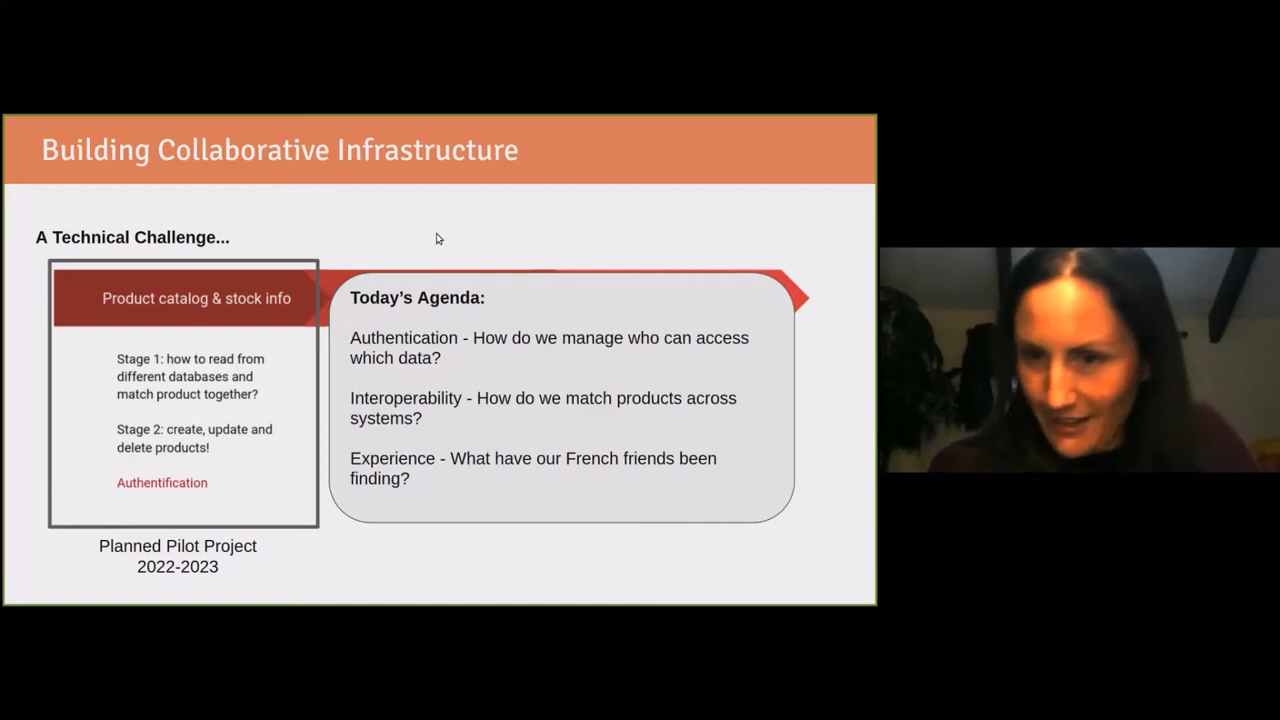 Building Collaborative Infrastructure
A Technical Challenge...
Product catalog & stock info
Stage 1: how to read from
different databases and
match product together?
Stage 2: create, update and
delete products!
Authentification
Planned Pilot Project
2022-2023
Today’s Agenda:
Authentication - How do we manage who can access
which data?
Interoperability - How do we match products across
systems?
Experience - What have our French friends been
finding?